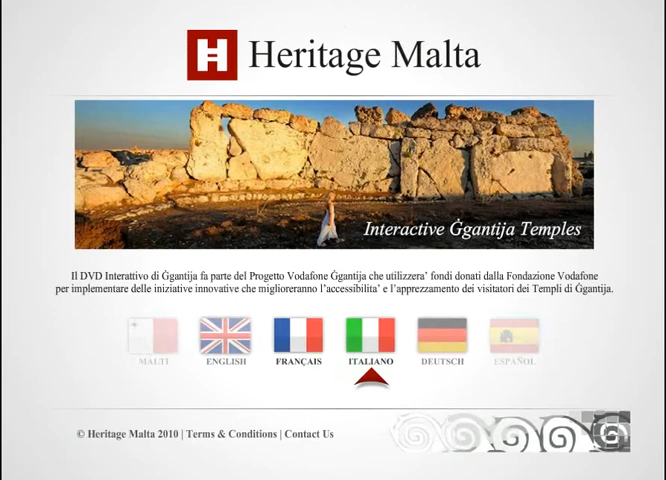 H Heritage Malta
Interactive Ġgantija Temples
Il DVD Interattivo di Ġgantija fa parte del Progetto Vodafone Ġgantija che utilizzera' fondi donati dalla Fondazione Vodafone
per implementare delle iniziative innovative che miglioreranno l'accessibilita' e l'apprezzamento dei visitatori dei Templi di Ġgantija.
MALTI ENGLISH FRANÇAIS ITALIANO DEUTSCH ESPAÑOL
© Heritage Malta 2010 | Terms & Conditions | Contact Us